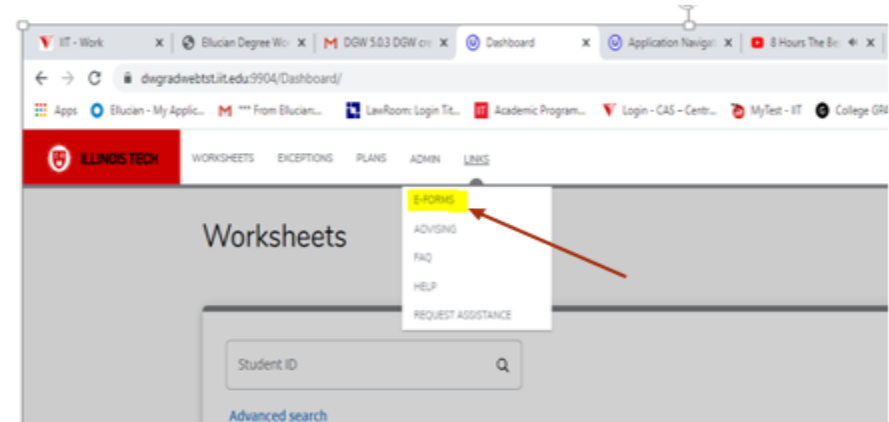 IIT - Work
Ellucian Degree Wo
DGW 5.0.3 DGW cre
Dashboard
Application Navigat
8 Hours The Be
dwgradwebtst.iit.edu:9904/Dashboard/
Apps Ellucian - My Applic... *** From Ellucian... LawRoom: Login Tit... Academic Program... Login - CAS – Centr... MyTest - IIT College GPA
ILLINOIS TECH WORKSHEETS EXCEPTIONS PLANS ADMIN LINKS
E-FORMS
ADVISING
FAQ
HELP
REQUEST ASSISTANCE
Worksheets
Student ID
Advanced search